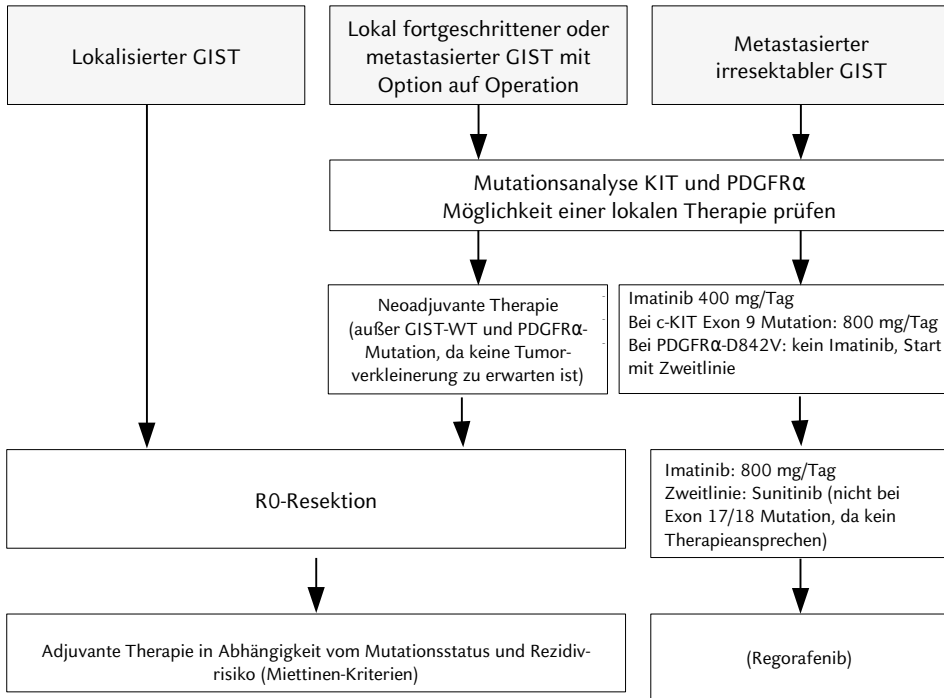 Lokalisierter GIST
Lokal fortgeschrittener oder
metastasierter GIST mit
Option auf Operation
Metastasierter
irresektabler GIST
Mutationsanalyse KIT und PDGFRα
Möglichkeit einer lokalen Therapie prüfen
Neoadjuvante Therapie
(außer GIST-WT und PDGFRα-
Mutation, da keine Tumor-
verkleinerung zu erwarten ist)
Imatinib 400 mg/Tag
Bei c-KIT Exon 9 Mutation: 800 mg/Tag
Bei PDGFRα-D842V: kein Imatinib, Start
mit Zweitlinie
R0-Resektion
Imatinib: 800 mg/Tag
Zweitlinie: Sunitinib (nicht bei
Exon 17/18 Mutation, da kein
Therapieansprechen)
Adjuvante Therapie in Abhängigkeit vom Mutationsstatus und Rezidiv-
risiko (Miettinen-Kriterien)
(Regorafenib)